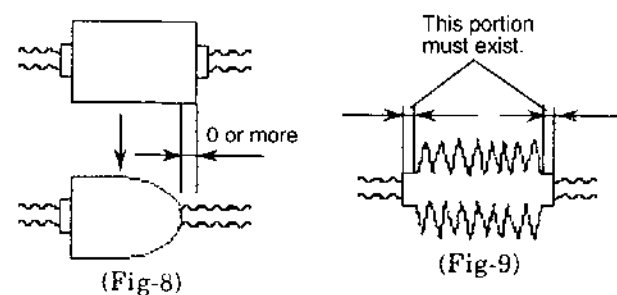 This portion
must exist.
0 or more
(Fig-8)
(Fig-9)